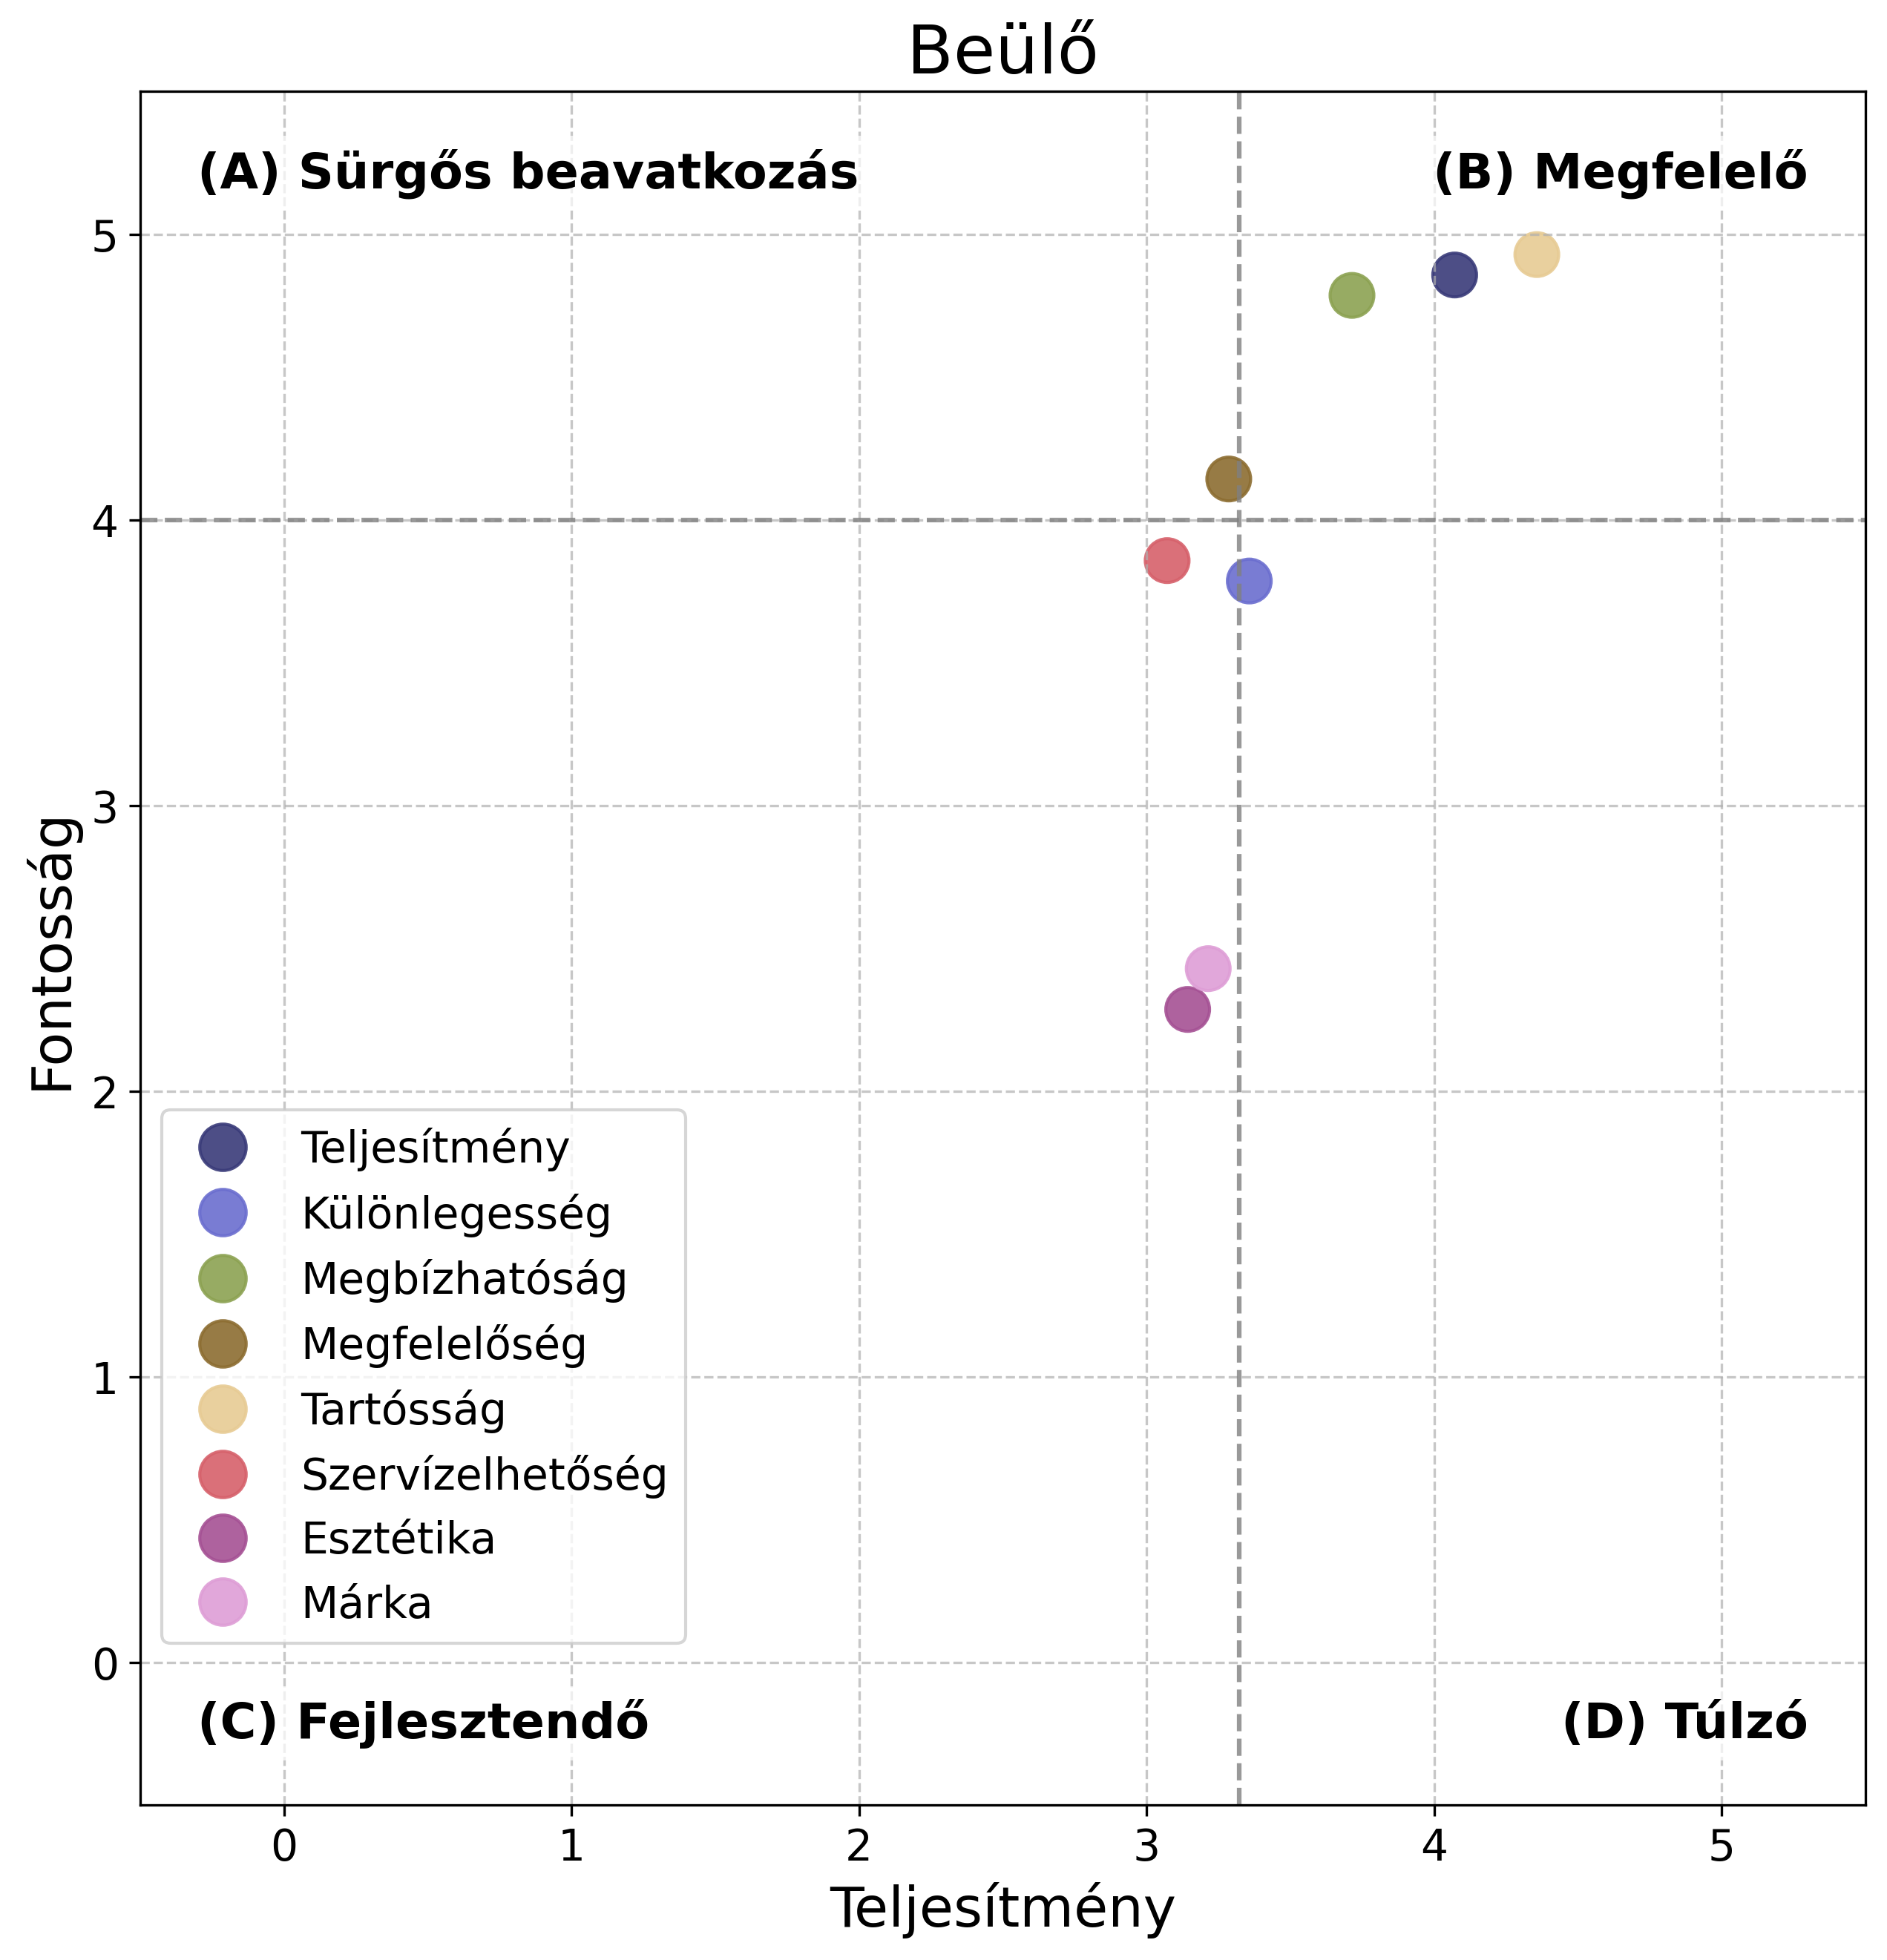 Beülő
(A) Sürgős beavatkozás
(B) Megfelelő
5
4
3
2
1
0
Fontosság
Teljesítmény
Különlegesség
Megbízhatóság
Megfelelőség
Tartósság
Szervízelhetőség
Esztétika
Márka
(C) Fejlesztendő
(D) Túlzó
0 1 2 3 4 5
Teljesítmény